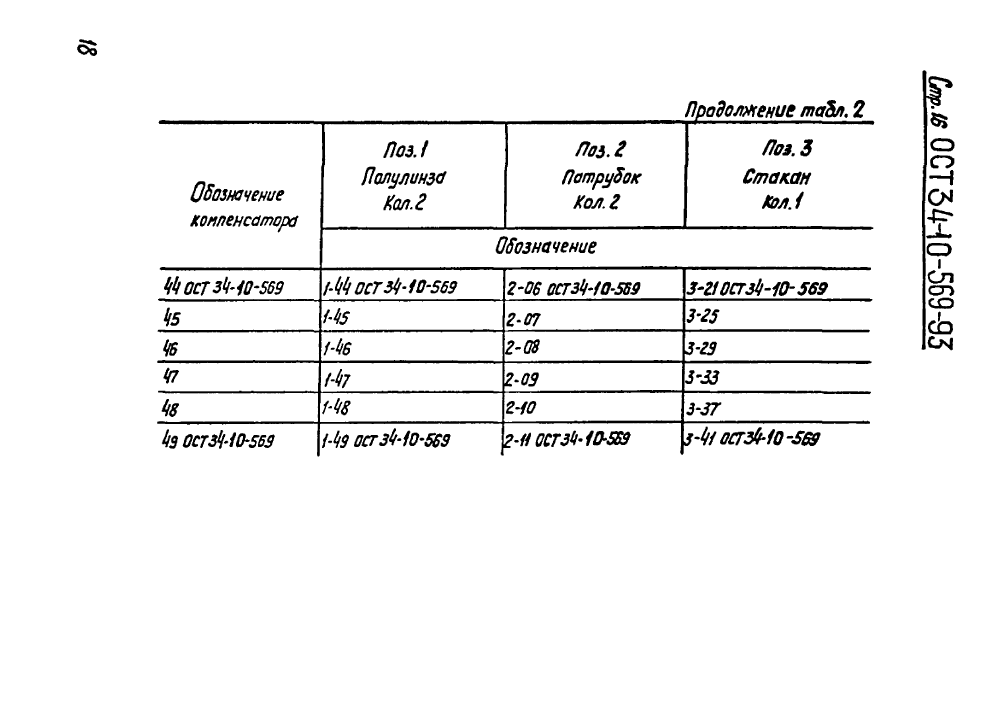 18
Стр. 16 ОСТ 34-10-569-93
Продолжение табл. 2
Обозначение
компенсатора
Поз. 1
Полулинза
Кол. 2
Поз. 2
Патрубок
Кол. 2
Поз. 3
Стакан
Кол. 1
Обозначение
44 ОСТ 34-10-569 1-44 ОСТ 34-10-569 2-06 ОСТ 34-10-569 3-21 ОСТ 34-10-569
45 1-45 2-07 3-25
46 1-46 2-08 3-29
47 1-47 2-09 3-33
48 1-48 2-10 3-37
49 ОСТ 34-10-569 1-49 ОСТ 34-10-569 2-11 ОСТ 34-10-569 3-41 ОСТ 34-10-569